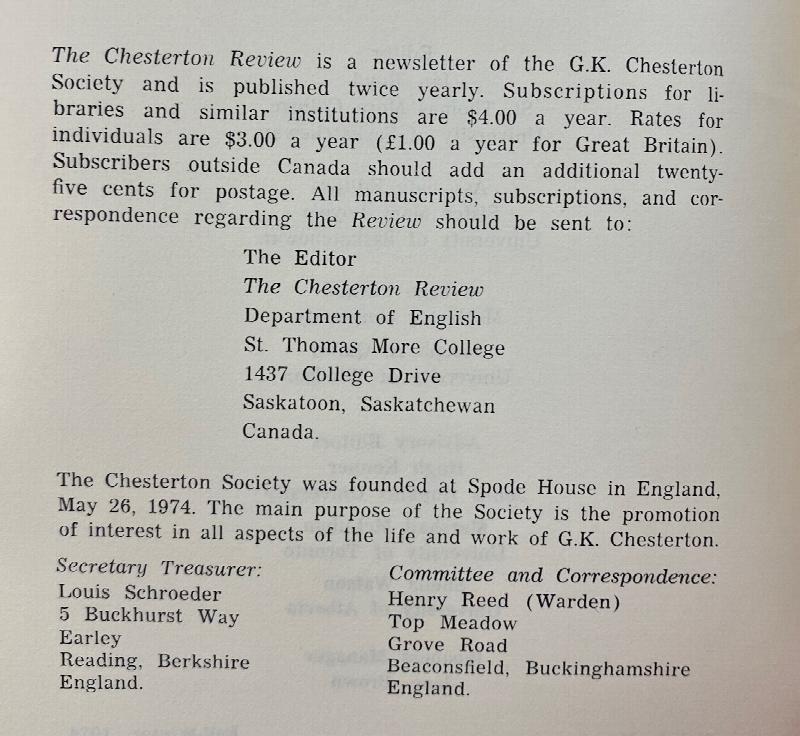 The Chesterton Review is a newsletter of the G.K. Chesterton
Society and is published twice yearly. Subscriptions for li-
braries and similar institutions are $4.00 a year. Rates for
individuals are $3.00 a year (£1.00 a year for Great Britain).
Subscribers outside Canada should add an additional twenty-
five cents for postage. All manuscripts, subscriptions, and cor-
respondence regarding the Review should be sent to:
The Editor
The Chesterton Review
Department of English
St. Thomas More College
1437 College Drive
Saskatoon, Saskatchewan
Canada.
The Chesterton Society was founded at Spode House in England,
May 26, 1974. The main purpose of the Society is the promotion
of interest in all aspects of the life and work of G.K. Chesterton.
Secretary Treasurer:
Louis Schroeder
5 Buckhurst Way
Earley
Reading, Berkshire
England.
Committee and Correspondence:
Henry Reed (Warden)
Top Meadow
Grove Road
Beaconsfield, Buckinghamshire
England.